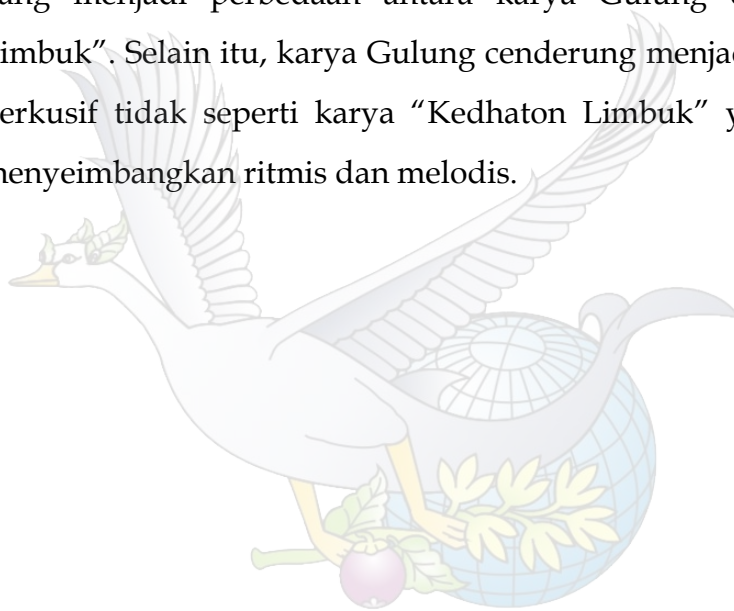 ung menjadi perbedaan antara karya Gulung
imbuk”. Selain itu, karya Gulung cenderung menjad
erkusif tidak seperti karya “Kedhaton Limbuk” y
nenyeimbangkan ritmis dan melodis.